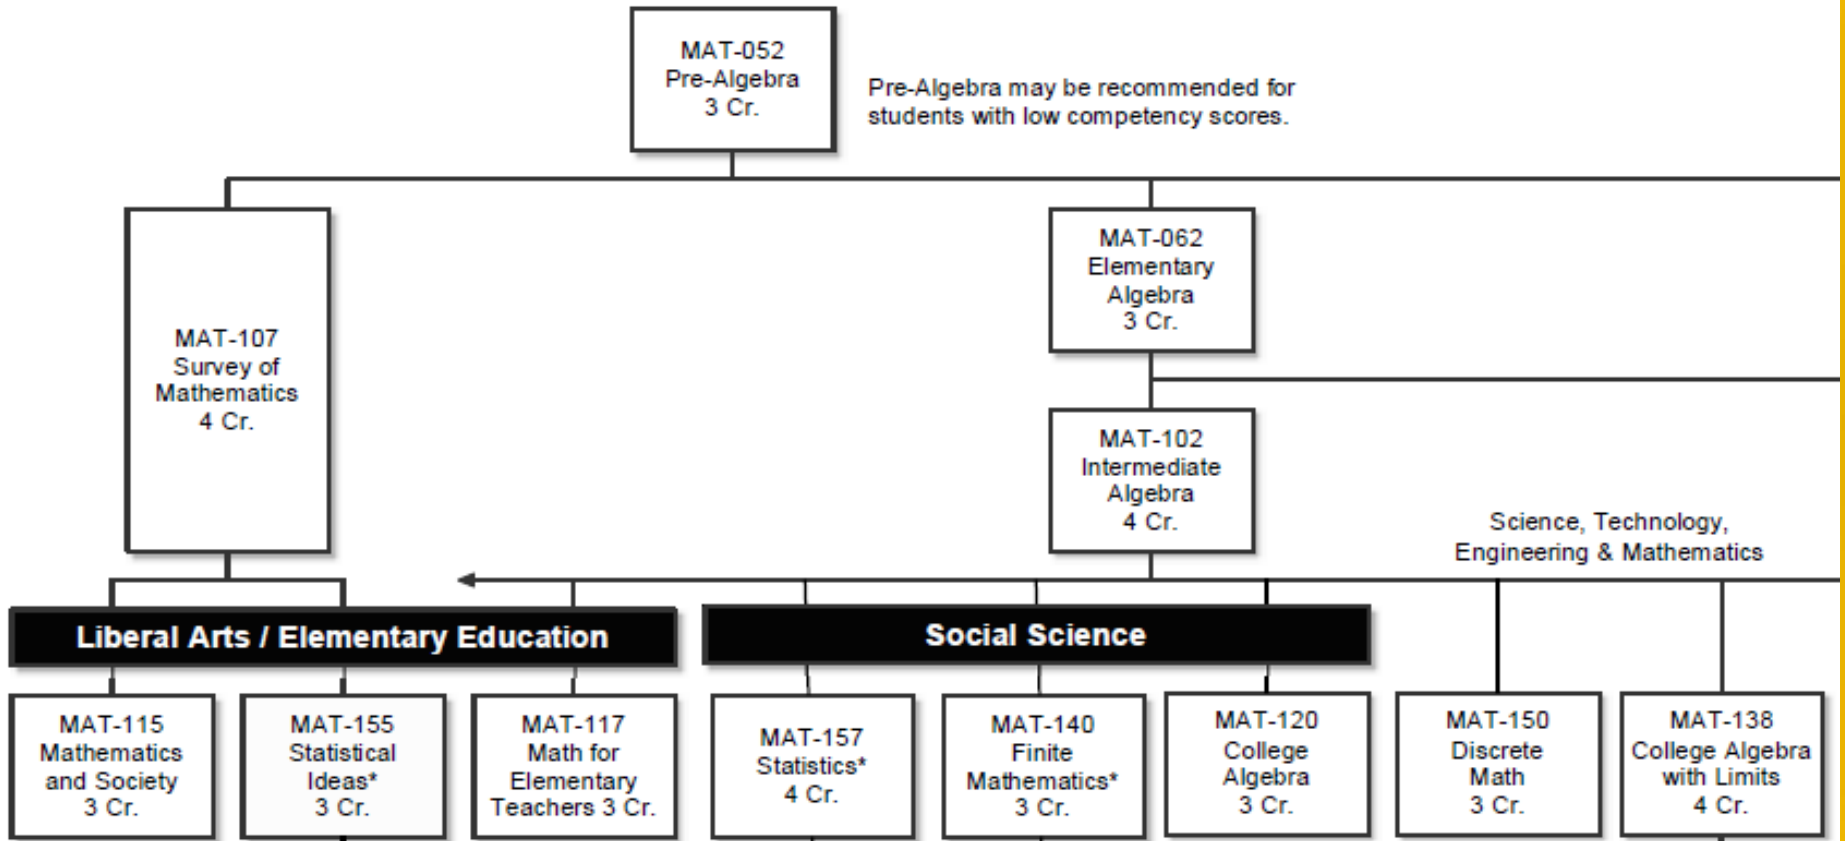 MAT-052
Pre-Algebra
3 Cr.
Pre-Algebra may be recommended for
students with low competency scores.
MAT-107
Survey of
Mathematics
4 Cr.
MAT-062
Elementary
Algebra
3 Cr.
MAT-102
Intermediate
Algebra
4 Cr.
Science, Technology,
Engineering & Mathematics
Liberal Arts / Elementary Education
Social Science
MAT-115
Mathematics
and Society
3 Cr.
MAT-155
Statistical
Ideas*
3 Cr.
MAT-117
Math for
Elementary
Teachers 3 Cr.
MAT-157
Statistics*
4 Cr.
MAT-140
Finite
Mathematics*
3 Cr.
MAT-120
College
Algebra
3 Cr.
MAT-150
Discrete
Math
3 Cr.
MAT-138
College Algebra
with Limits
4 Cr.